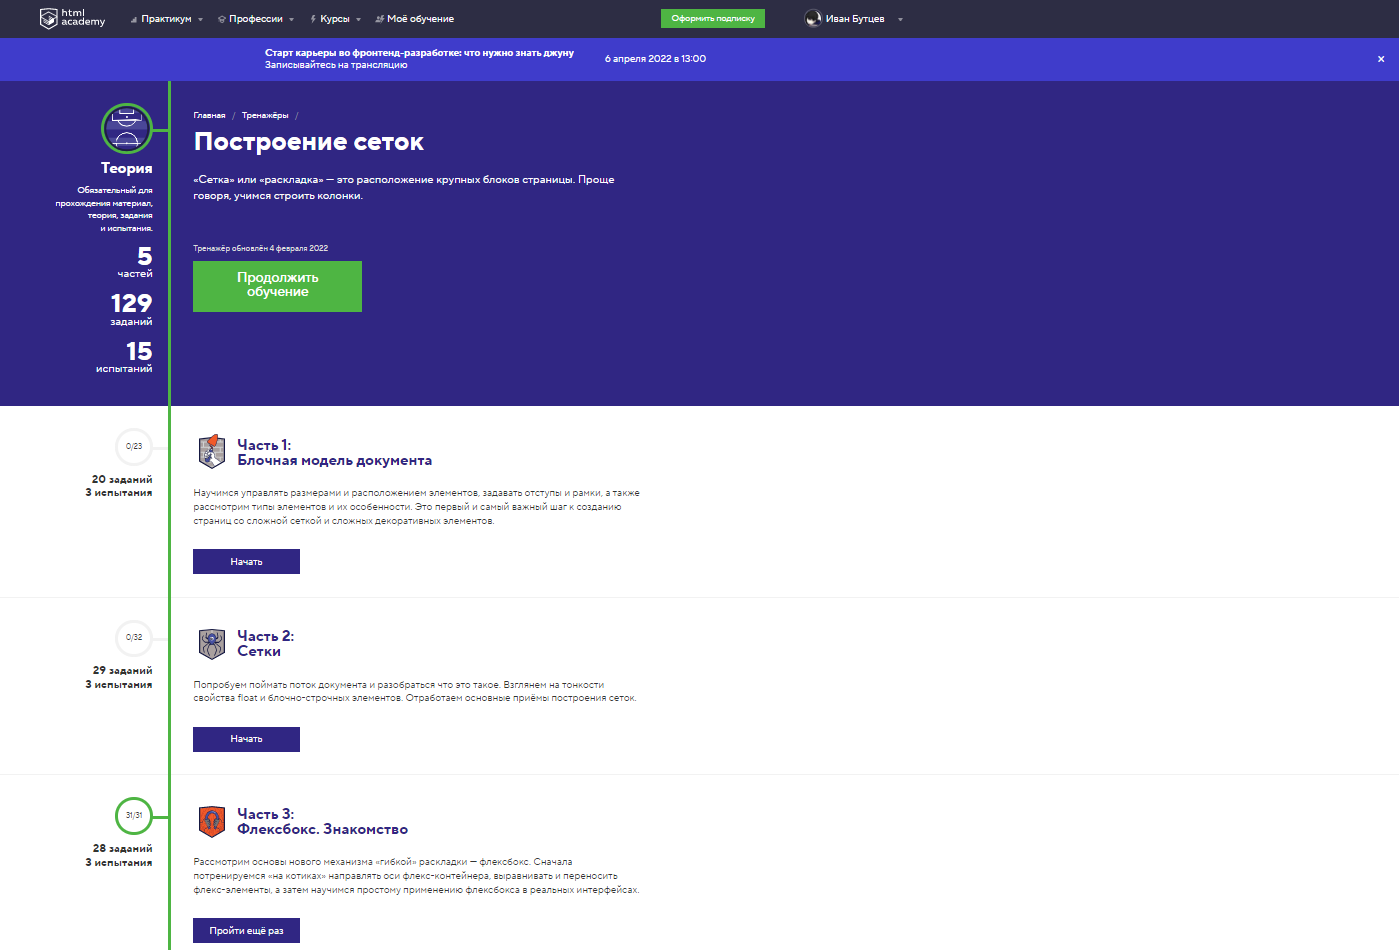 html
academy
Практикум
Профессии
Курсы
Моё обучение
Оформить подписку
Иван Бутцев
Старт карьеры во фронтенд-разработке: что нужно знать джуну
Записывайтесь на трансляцию
6 апреля 2022 в 13:00
×
Теория
Обязательный для
прохождения материал,
теория, задания
и испытания.
5
частей
129
заданий
15
испытаний
Главная / Тренажёры /
Построение сеток
«Сетка» или «раскладка» — это расположение крупных блоков страницы. Проще
говоря, учимся строить колонки.
Тренажёр обновлён 4 февраля 2022
Продолжить
обучение
0/23
20 заданий
3 испытания
Часть 1:
Блочная модель документа
Научимся управлять размерами и расположением элементов, задавать отступы и рамки, а также
рассмотрим типы элементов и их особенности. Это первый и самый важный шаг к созданию
страниц со сложной сеткой и сложных декоративных элементов.
Начать
0/32
29 заданий
3 испытания
Часть 2:
Сетки
Попробуем поймать поток документа и разобраться что это такое. Взглянем на тонкости
свойства float и блочно-строчных элементов. Отработаем основные приёмы построения сеток.
Начать
31/31
28 заданий
3 испытания
Часть 3:
Флексбокс. Знакомство
Рассмотрим основы нового механизма «гибкой» раскладки — флексбокс. Сначала
потренируемся «на котиках» направлять оси флекс-контейнера, выравнивать и переносить
флекс-элементы, а затем научимся простому применению флексбокса в реальных интерфейсах.
Пройти ещё раз